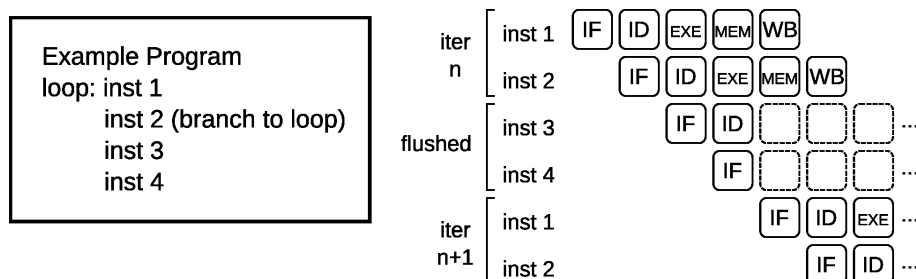 Example Program
loop: inst 1
inst 2 (branch to loop)
inst 3
inst 4
iter
n
inst 1 IF ID EXE MEM WB
inst 2 IF ID EXE MEM WB
flushed
inst 3 IF ID ...
inst 4 IF ...
iter
n+1
inst 1 IF ID EXE ...
inst 2 IF ID ...